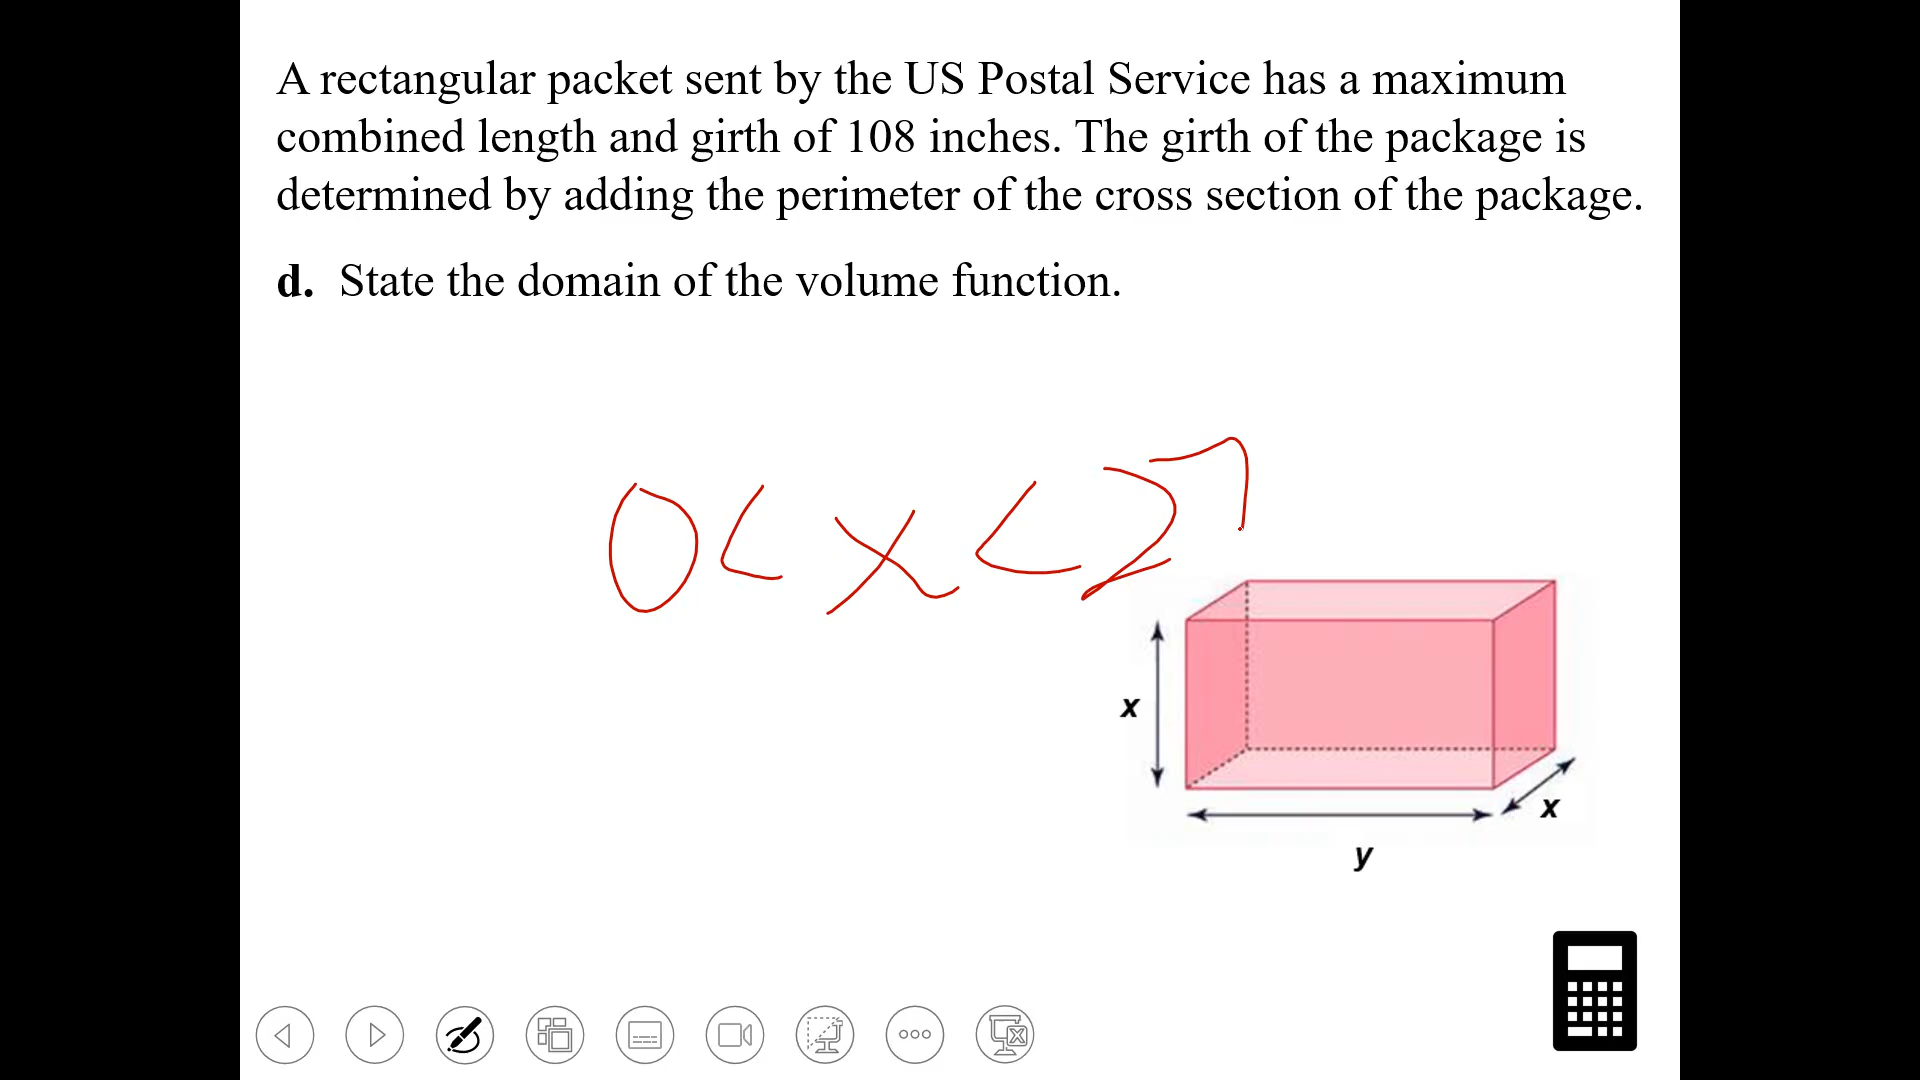 A rectangular packet sent by the US Postal Service has a maximum
combined length and girth of 108 inches. The girth of the package is
determined by adding the perimeter of the cross section of the package.
d. State the domain of the volume function.
0 < x < 27
x
x
y